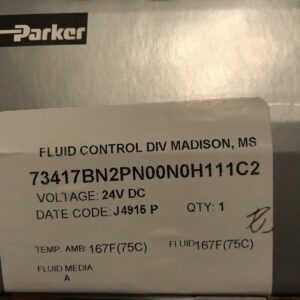 Parker
FLUID CONTROL DIV MADISON, MS
73417BN2PN00N0H111C2
VOLTAGE: 24V DC
DATE CODE: J4915 P QTY: 1
TEMP. AMB: 167F(75C) FLUID:167F(75C)
FLUID MEDIA:
A